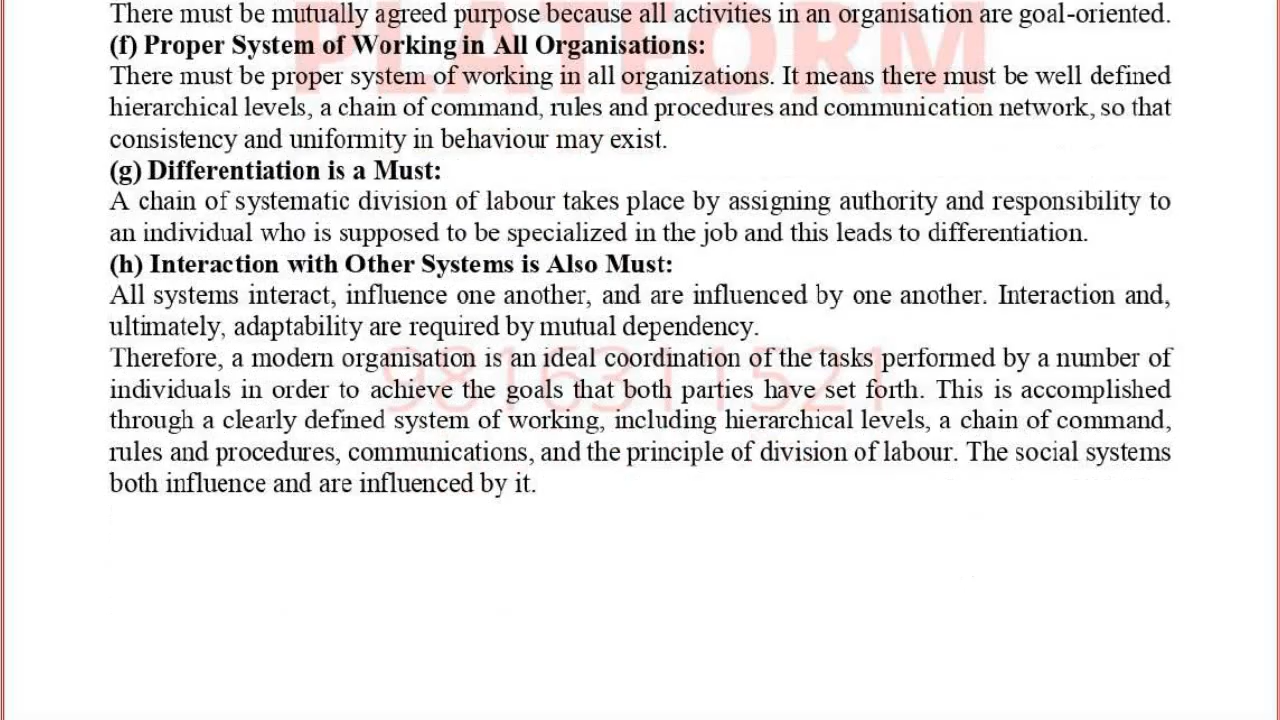 There must be mutually agreed purpose because all activities in an organisation are goal-oriented.
PLATFORM
(f) Proper System of Working in All Organisations:
There must be proper system of working in all organizations. It means there must be well defined
hierarchical levels, a chain of command, rules and procedures and communication network, so that
consistency and uniformity in behaviour may exist.
(g) Differentiation is a Must:
A chain of systematic division of labour takes place by assigning authority and responsibility to
an individual who is supposed to be specialized in the job and this leads to differentiation.
(h) Interaction with Other Systems is Also Must:
All systems interact, influence one another, and are influenced by one another. Interaction and,
ultimately, adaptability are required by mutual dependency.
Therefore, a modern organisation is an ideal coordination of the tasks performed by a number of
9816311521
individuals in order to achieve the goals that both parties have set forth. This is accomplished
through a clearly defined system of working, including hierarchical levels, a chain of command,
rules and procedures, communications, and the principle of division of labour. The social systems
both influence and are influenced by it.